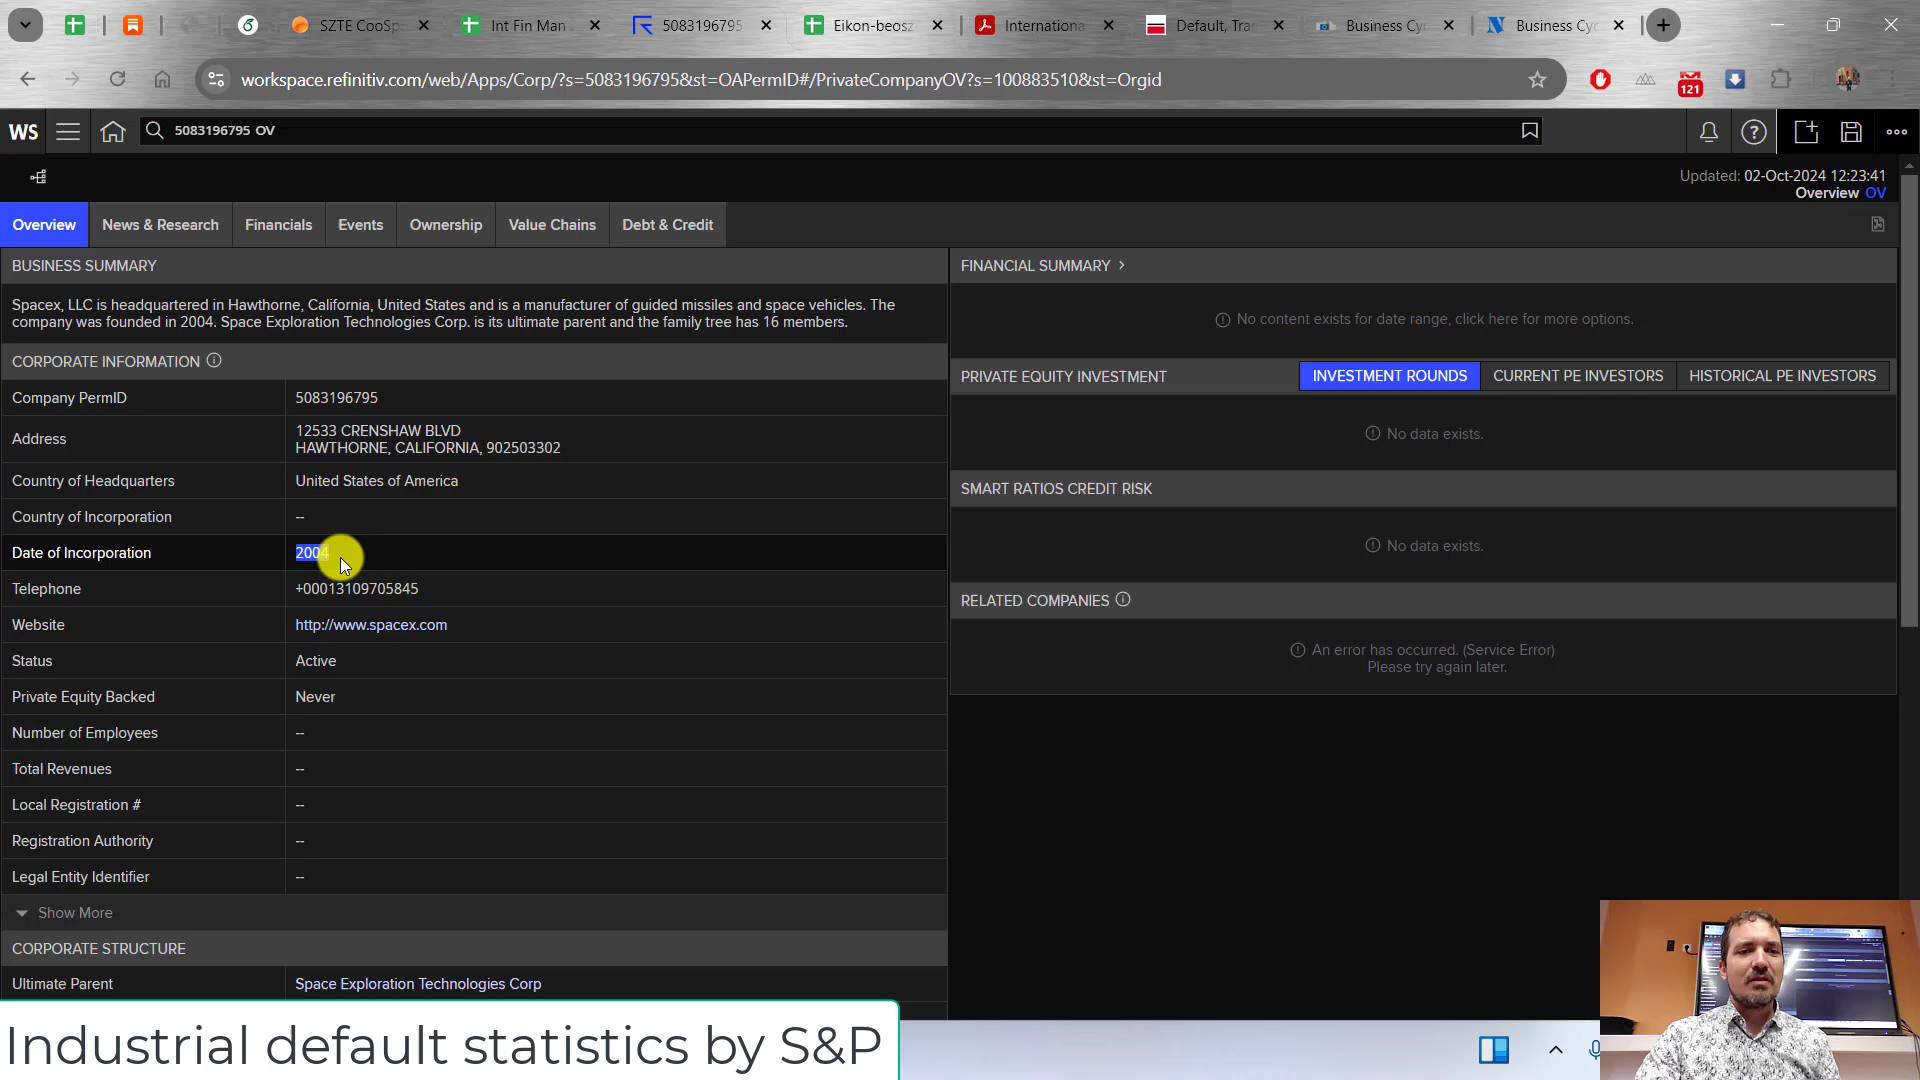 SZTE CooSp
Int Fin Man
5083196795
Eikon-beosz
Internationa
Default, Tra
Business Cy
Business Cy
workspace.refinitiv.com/web/Apps/Corp/?s=5083196795&st=OAPermID#/PrivateCompanyOV?s=100883510&st=Orgid
121
WS
5083196795 OV
Updated: 02-Oct-2024 12:23:41
Overview OV
Overview
News & Research
Financials
Events
Ownership
Value Chains
Debt & Credit
BUSINESS SUMMARY
Spacex, LLC is headquartered in Hawthorne, California, United States and is a manufacturer of guided missiles and space vehicles. The
company was founded in 2004. Space Exploration Technologies Corp. is its ultimate parent and the family tree has 16 members.
CORPORATE INFORMATION
Company PermID 5083196795
Address 12533 CRENSHAW BLVD
HAWTHORNE, CALIFORNIA, 902503302
Country of Headquarters United States of America
Country of Incorporation --
Date of Incorporation 2004
Telephone +00013109705845
Website http://www.spacex.com
Status Active
Private Equity Backed Never
Number of Employees --
Total Revenues --
Local Registration # --
Registration Authority --
Legal Entity Identifier --
Show More
CORPORATE STRUCTURE
Ultimate Parent Space Exploration Technologies Corp
FINANCIAL SUMMARY >
No content exists for date range, click here for more options.
PRIVATE EQUITY INVESTMENT
INVESTMENT ROUNDS
CURRENT PE INVESTORS
HISTORICAL PE INVESTORS
No data exists.
SMART RATIOS CREDIT RISK
No data exists.
RELATED COMPANIES
An error has occurred. (Service Error)
Please try again later.
Industrial default statistics by S&P